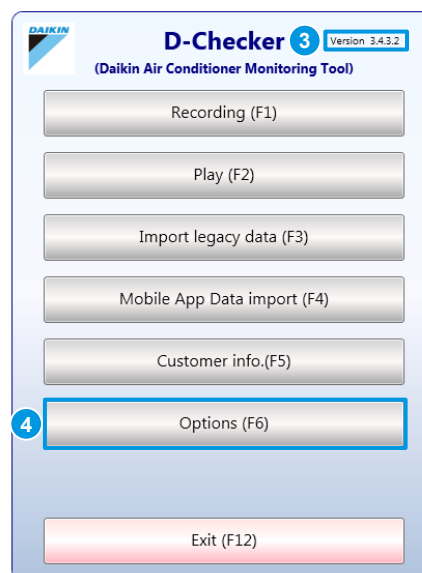 DAIKIN
D-Checker 3 Version 3.4.3.2
(Daikin Air Conditioner Monitoring Tool)
Recording (F1)
Play (F2)
Import legacy data (F3)
Mobile App Data import (F4)
Customer info.(F5)
4 Options (F6)
Exit (F12)